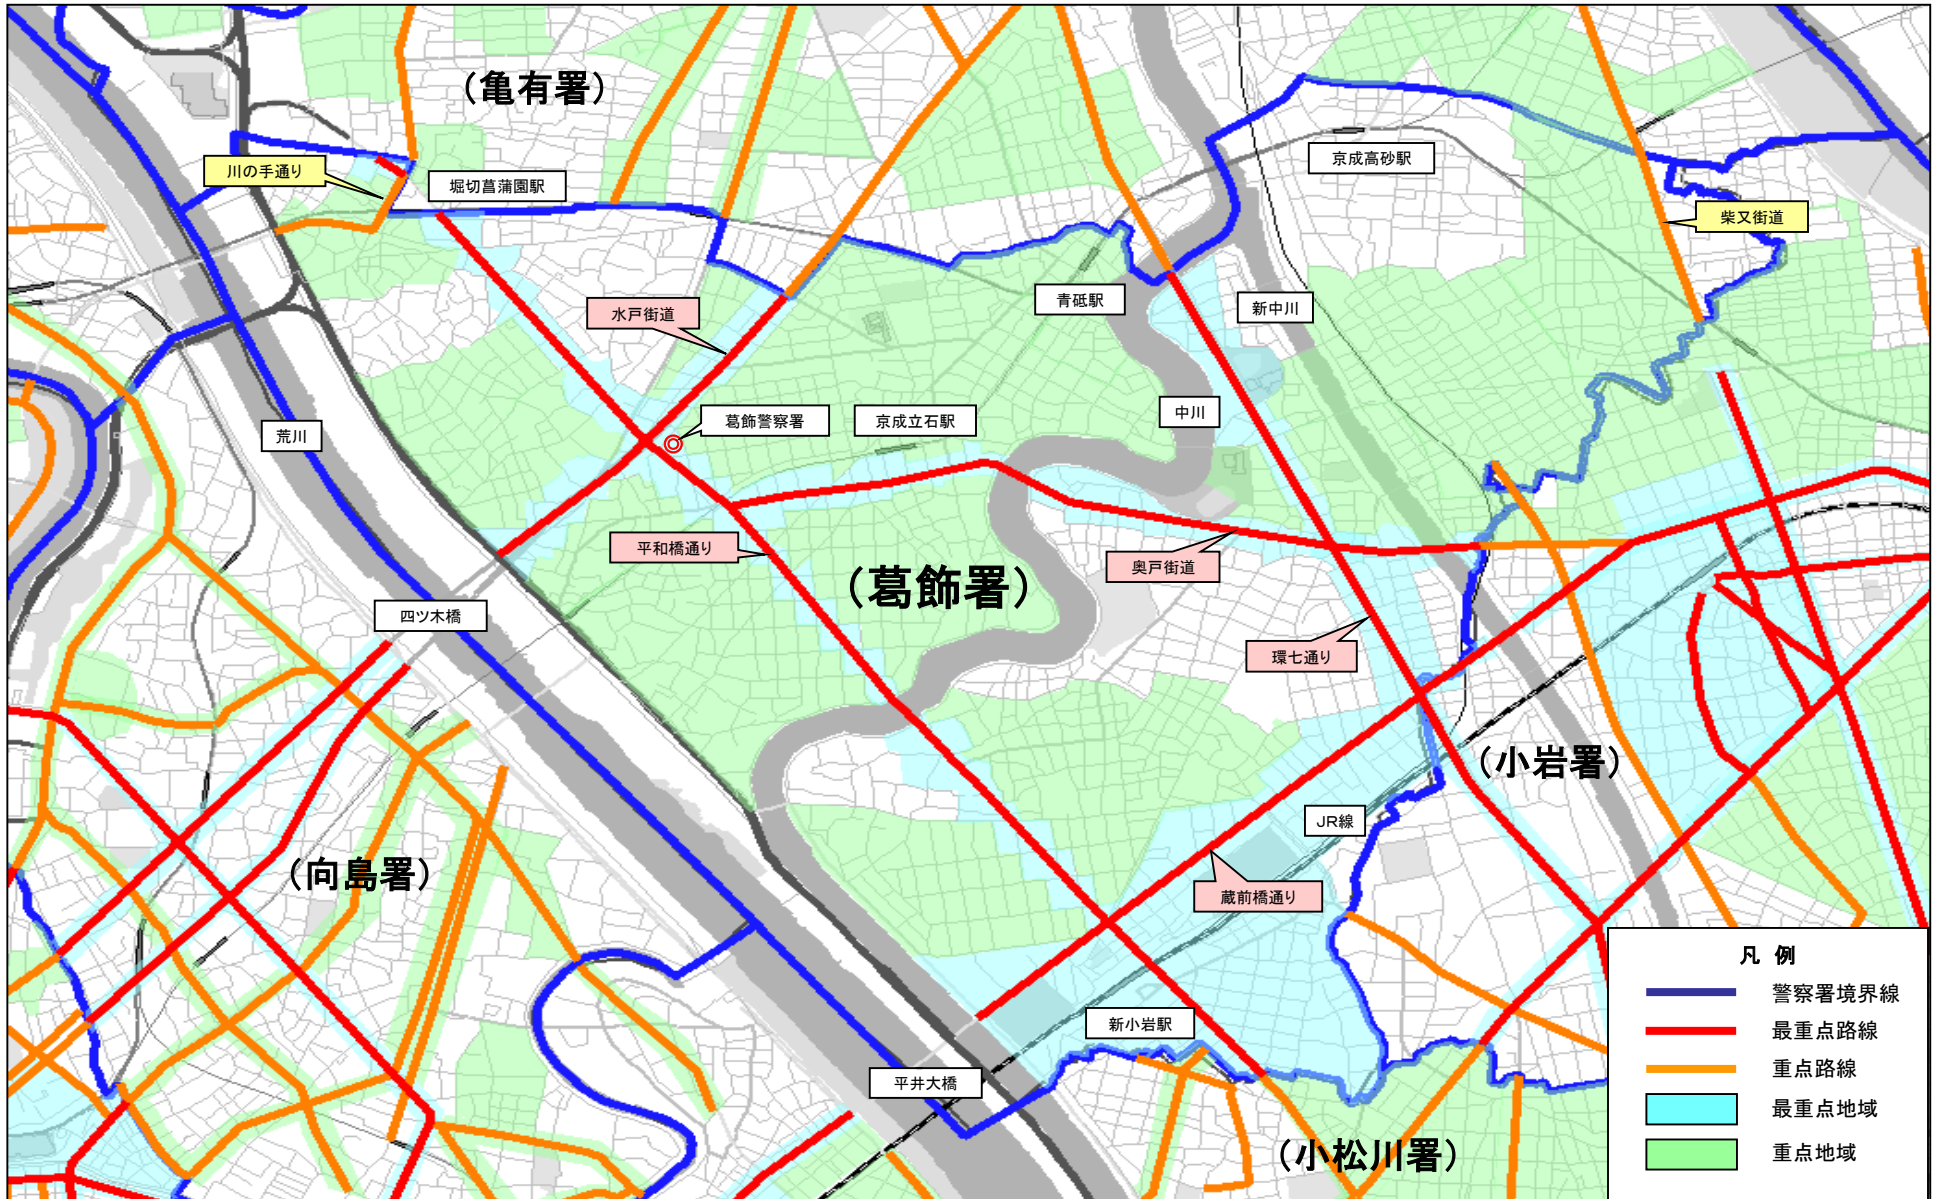 (亀有署)
川の手通り
堀切菖蒲園駅
京成高砂駅
柴又街道
水戸街道
青砥駅
新中川
葛飾警察署
京成立石駅
中川
荒川
平和橋通り
奥戸街道
(葛飾署)
四ツ木橋
環七通り
(小岩署)
JR線
(向島署)
蔵前橋通り
新小岩駅
平井大橋
(小松川署)
凡 例
警察署境界線
最重点路線
重点路線
最重点地域
重点地域